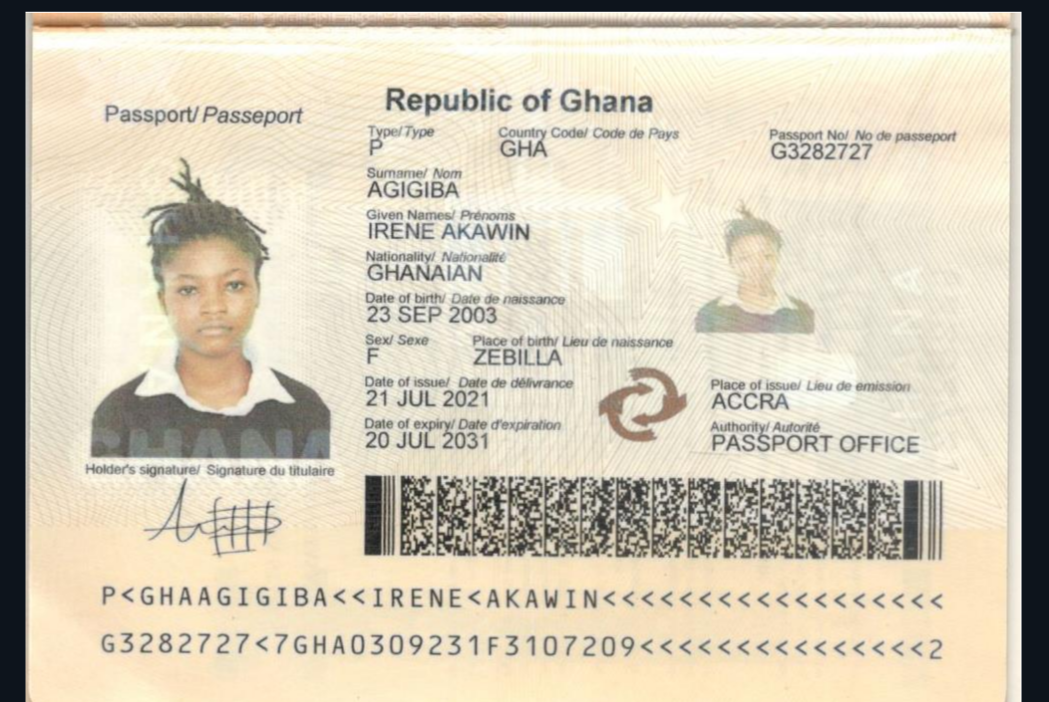 Republic of Ghana
Passport/ Passeport
Type/ Type
P
Country Code/ Code de Pays
GHA
Passport No/ No de passeport
G3282727
Surname/ Nom
AGIGIBA
Given Names/ Prénoms
IRENE AKAWIN
Nationality/ Nationalité
GHANAIAN
Date of birth/ Date de naissance
23 SEP 2003
Sex/ Sexe
F
Place of birth/ Lieu de naissance
ZEBILLA
Date of issue/ Date de délivrance
21 JUL 2021
Place of issue/ Lieu de emission
ACCRA
Date of expiry/ Date d'expiration
20 JUL 2031
Authority/ Autorité
PASSPORT OFFICE
GHANA
Holder's signature/ Signature du titulaire
P<GHAAGIGIBA<<IRENE<AKAWIN<<<<<<<<<<<<<<<<<<
G3282727<7GHA0309231F3107209<<<<<<<<<<<<<<<2